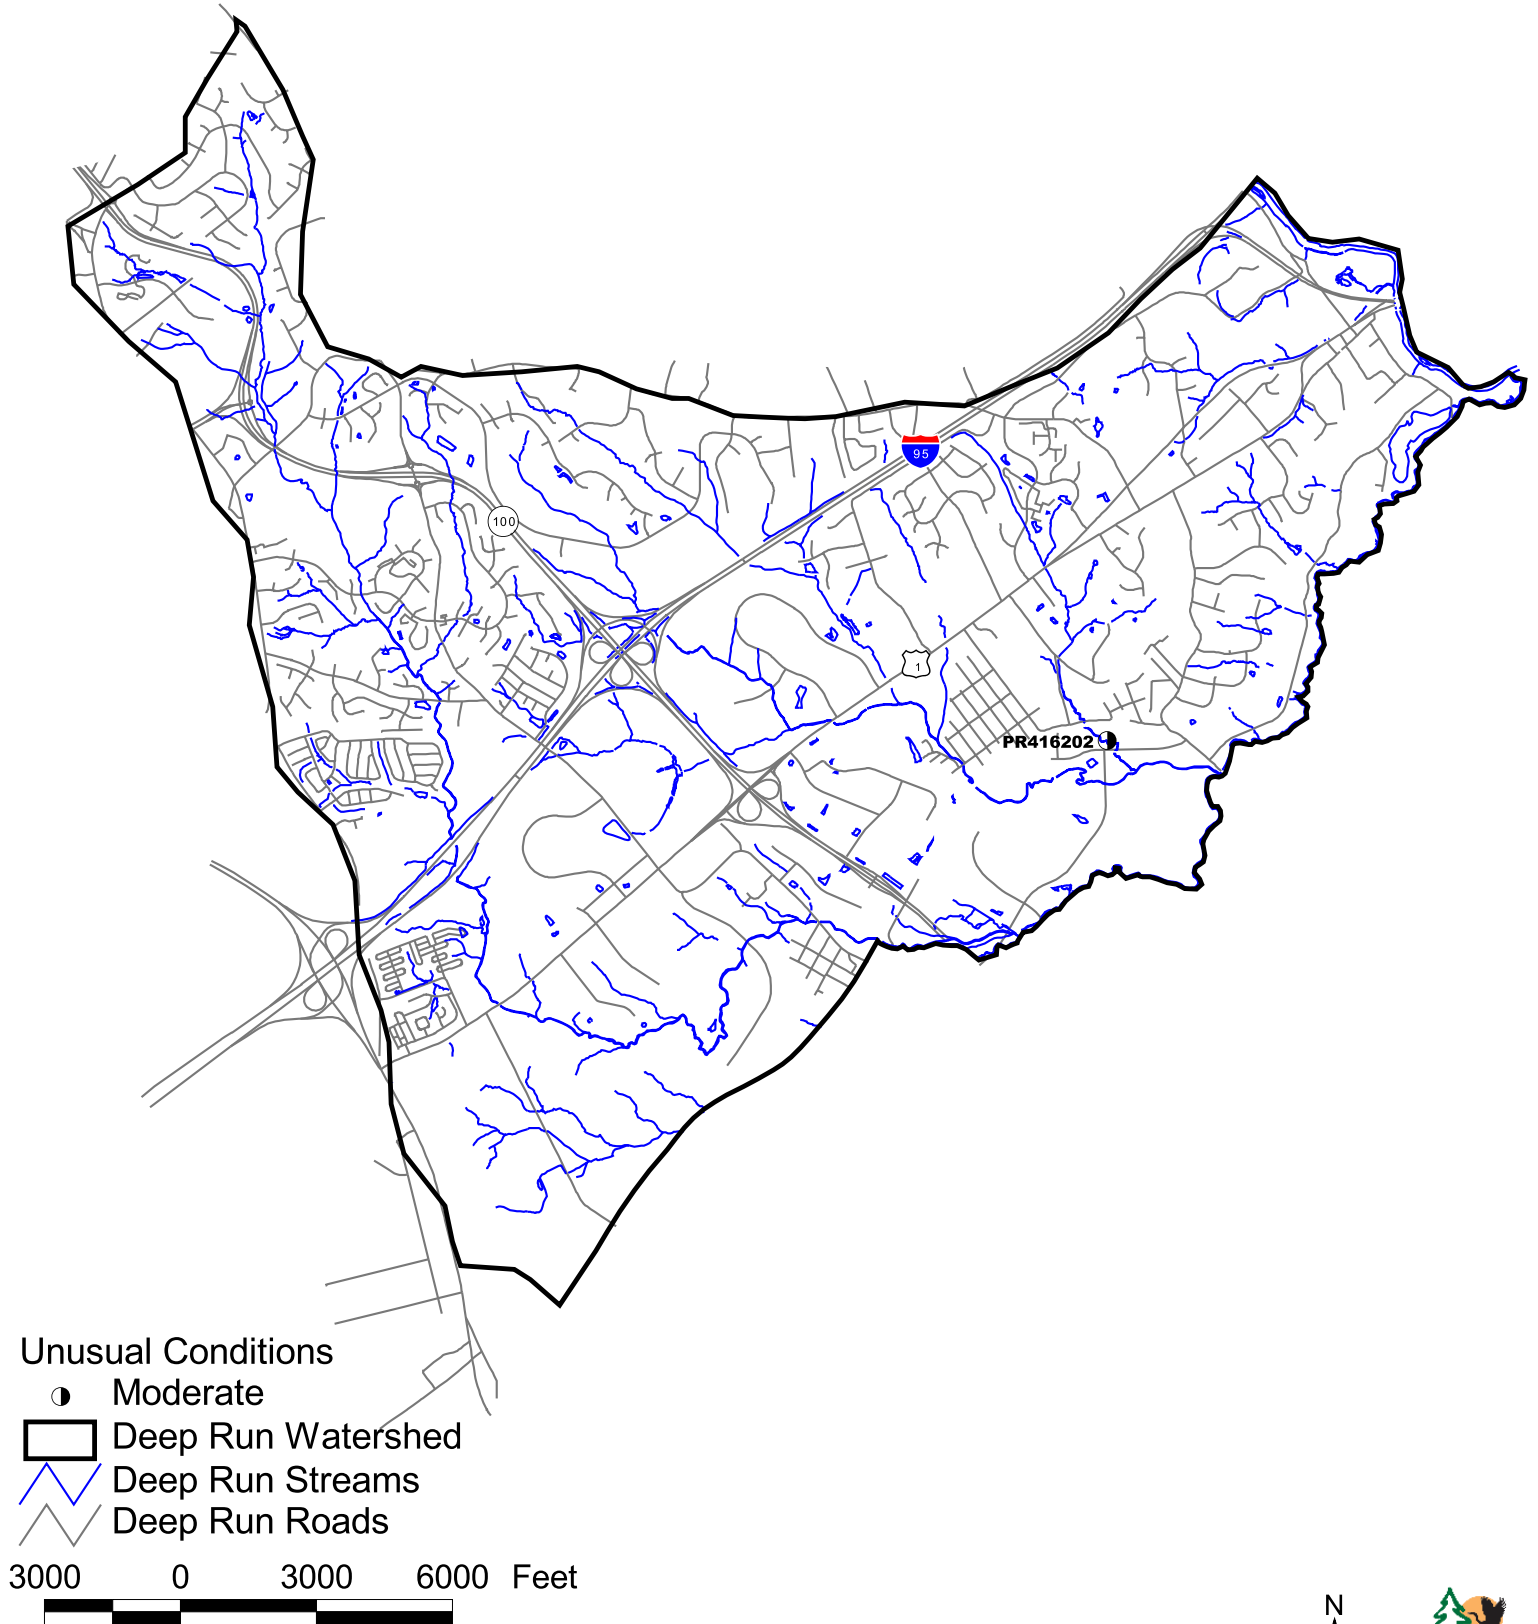 95
100
1
PR416202
Unusual Conditions
Moderate
Deep Run Watershed
Deep Run Streams
Deep Run Roads
3000 0 3000 6000 Feet
N